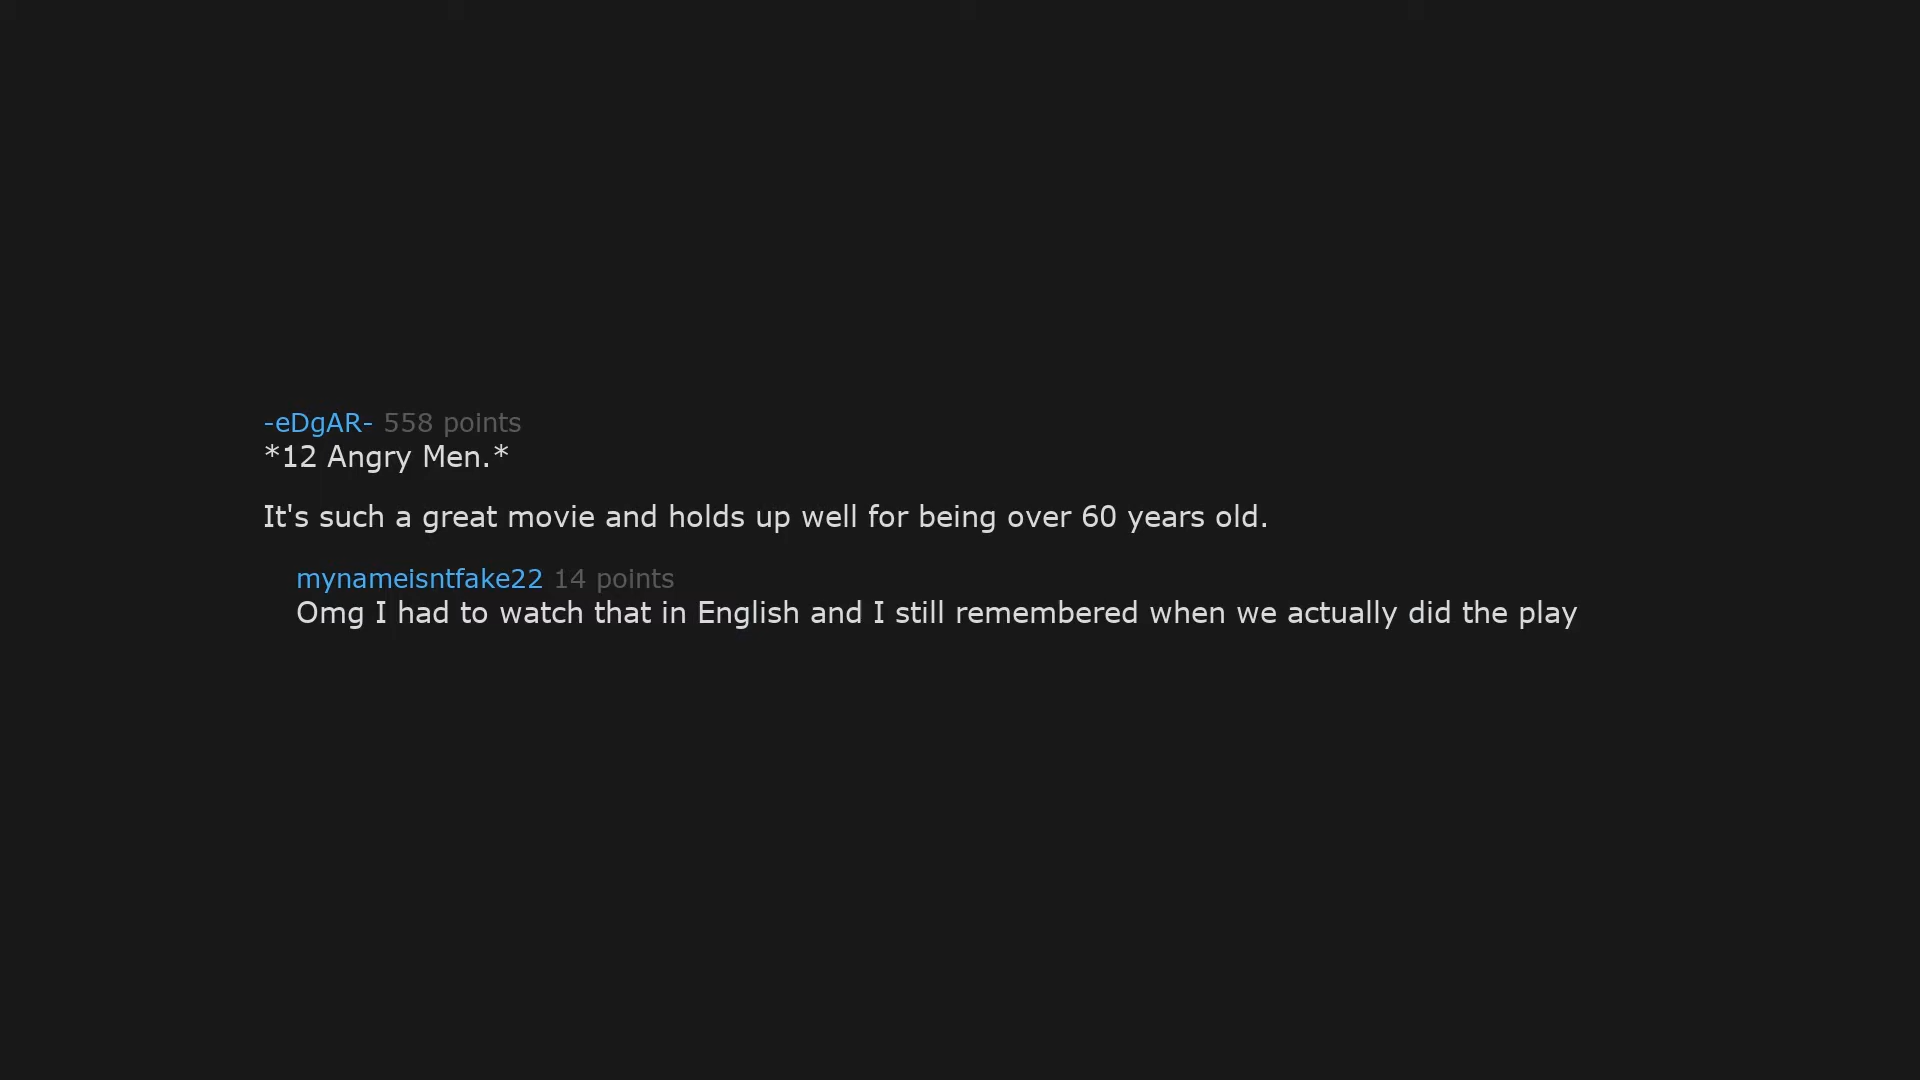 -eDgAR- 558 points
*12 Angry Men.*
It's such a great movie and holds up well for being over 60 years old.
mynameisntfake22 14 points
Omg I had to watch that in English and I still remembered when we actually did the play